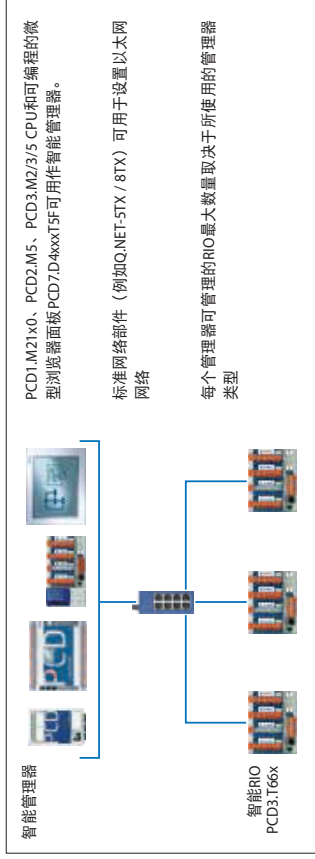 智能管理器
PCD1.M21x0、PCD2.M5、PCD3.M2/3/5 CPU和可编程的微
型浏览器面板PCD7.D4xxxT5F可用作智能管理器。
标准网络部件（例如Q.NET-5TX / 8TX）可用于设置以太网
网络
每个管理器可管理的RIO最大数量取决于所使用的管理器
类型
智能RIO
PCD3.T66x
PCD